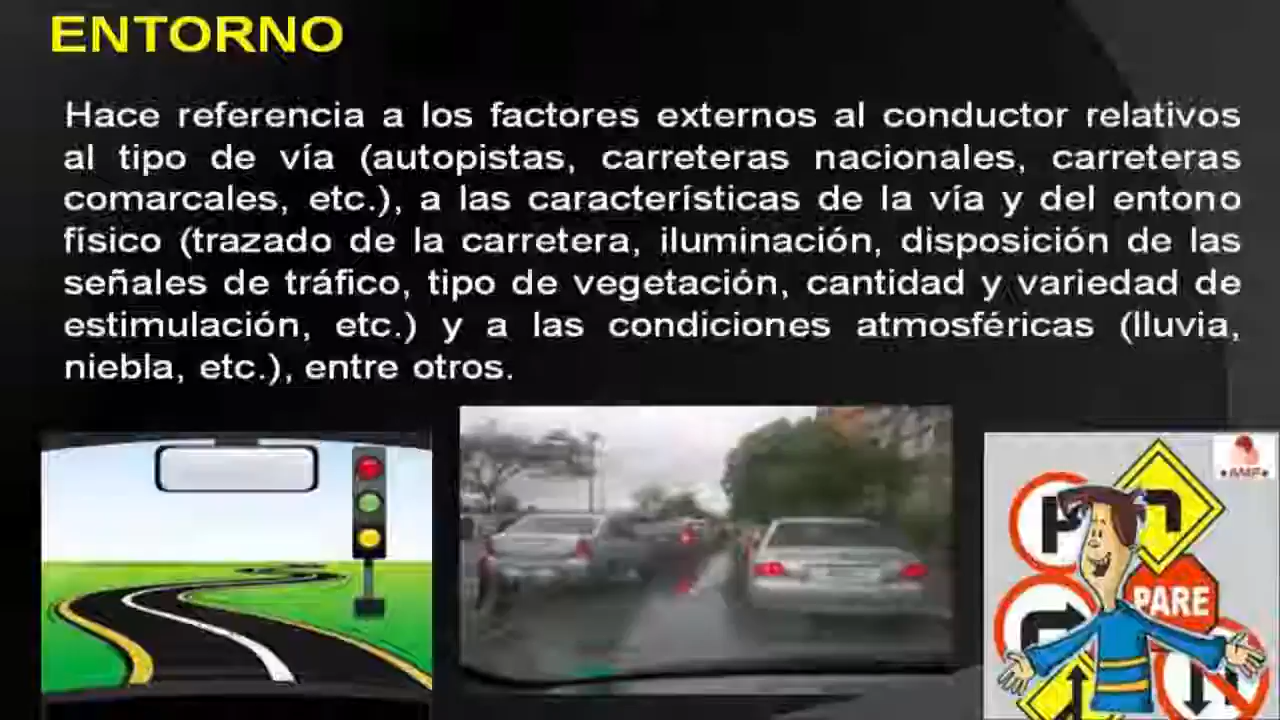 ENTORNO
Hace referencia a los factores externos al conductor relativos
al tipo de vía (autopistas, carreteras nacionales, carreteras
comarcales, etc.), a las características de la vía y del entono
físico (trazado de la carretera, iluminación, disposición de las
señales de tráfico, tipo de vegetación, cantidad y variedad de
estimulación, etc.) y a las condiciones atmosféricas (lluvia,
niebla, etc.), entre otros.
AMF
P
PARE